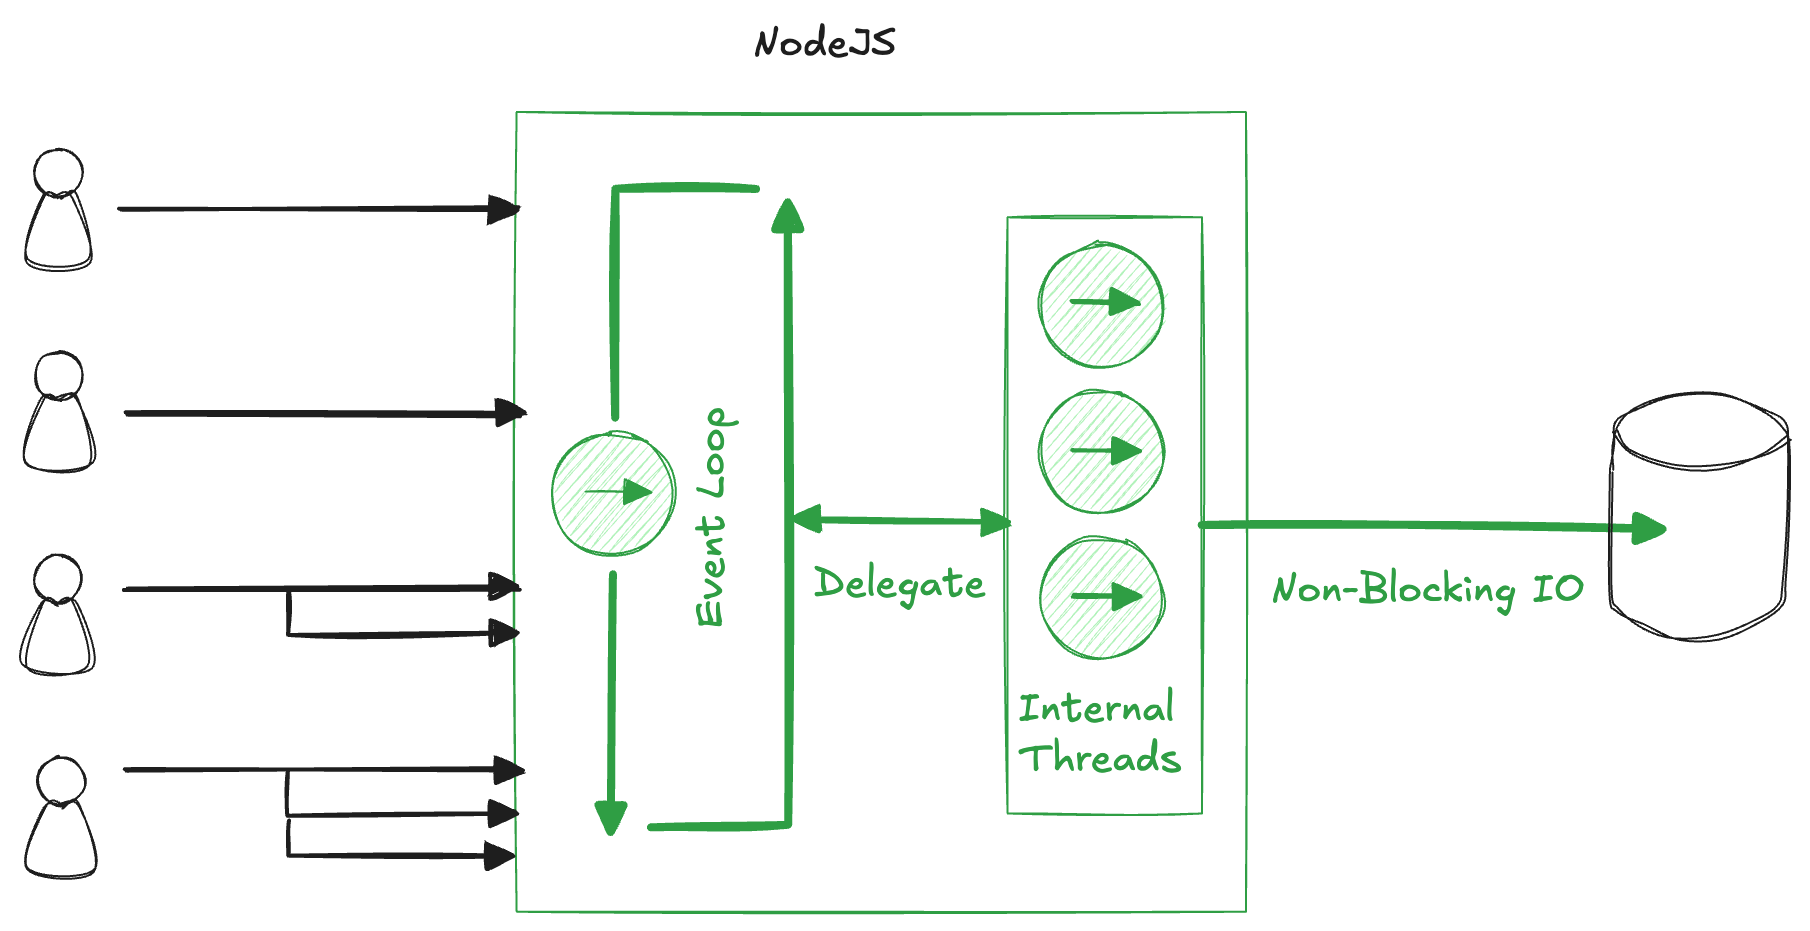 NodeJS
Event Loop
Delegate
Internal
Threads
Non-Blocking IO